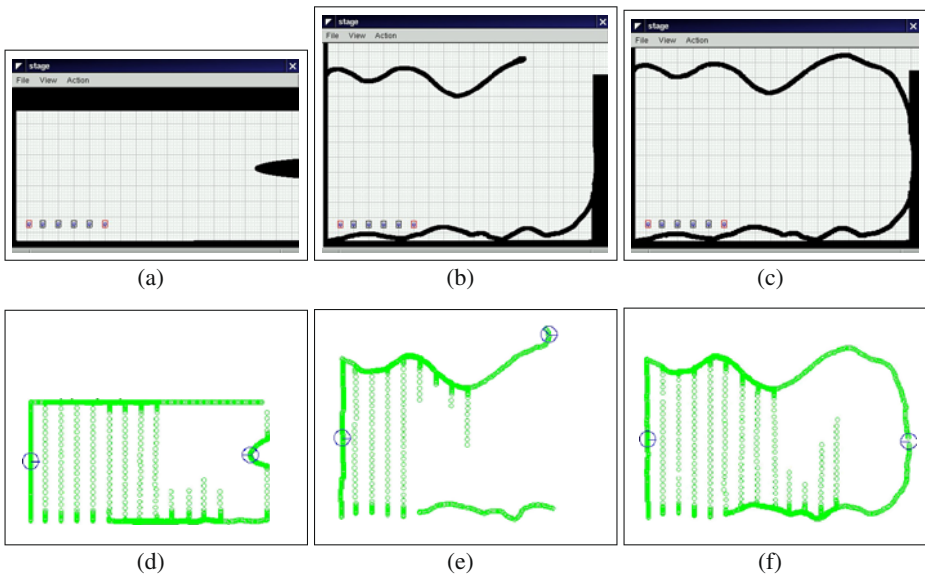 stage
File View Action
stage
File View Action
stage
File View Action
(a)
(b)
(c)
(d)
(e)
(f)